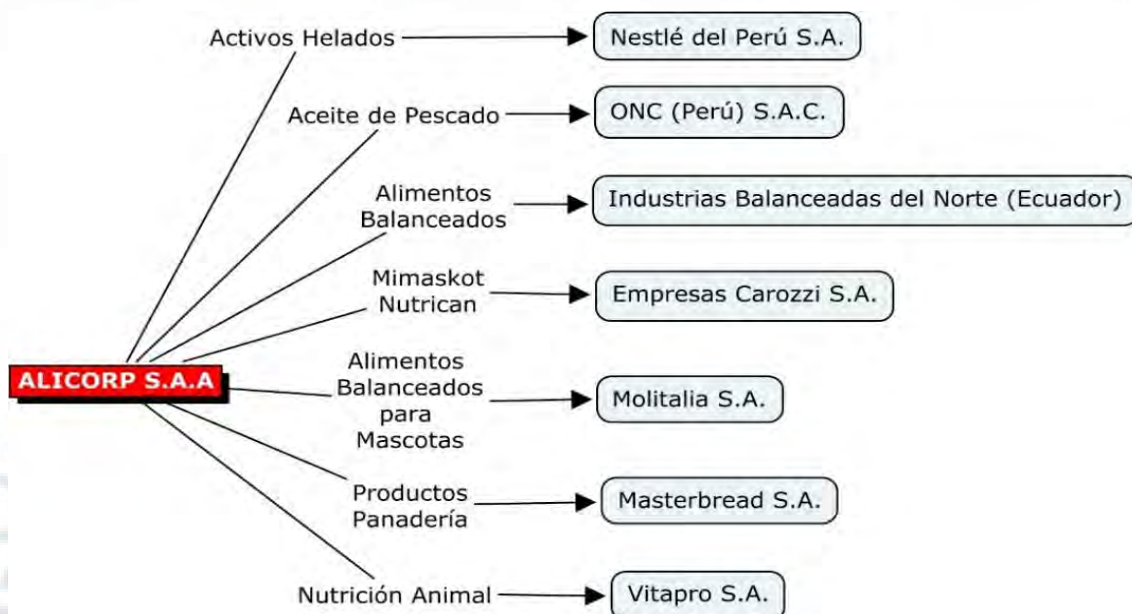 Activos Helados
Nestlé del Perú S.A.
Aceite de Pescado
ONC (Perú) S.A.C.
Alimentos
Balanceados
Industrias Balanceadas del Norte (Ecuador)
Mimaskot
Nutrican
Empresas Carozzi S.A.
ALICORP S.A.A
Alimentos
Balanceados
para
Mascotas
Molitalia S.A.
Productos
Panadería
Masterbread S.A.
Nutrición Animal
Vitapro S.A.